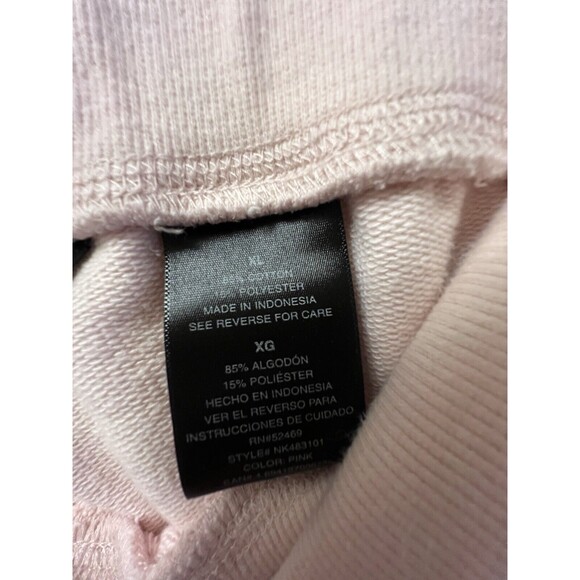 XL
85% COTTON
15% POLYESTER
MADE IN INDONESIA
SEE REVERSE FOR CARE
XG
85% ALGODÓN
15% POLIÉSTER
HECHO EN INDONESIA
VER EL REVERSO PARA
INSTRUCCIONES DE CUIDADO
RN#52469
STYLE# NK483101
COLOR: PINK